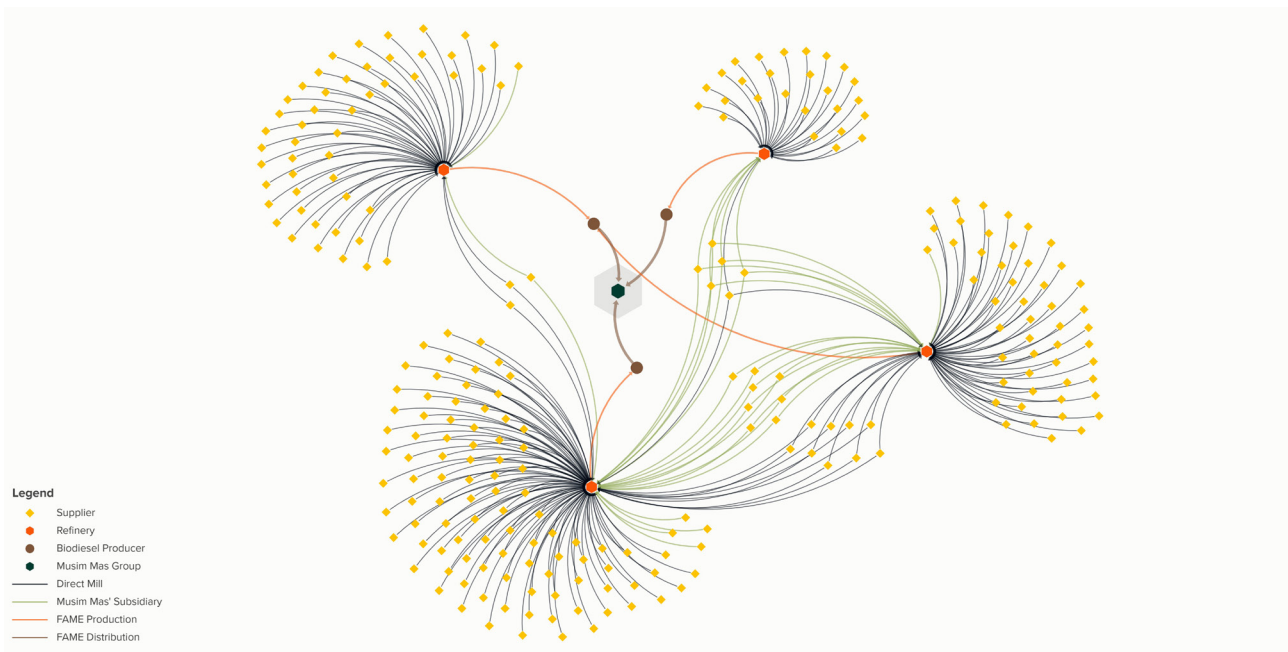 Legend
Supplier
Refinery
Biodiesel Producer
Musim Mas Group
Direct Mill
Musim Mas' Subsidiary
FAME Production
FAME Distribution